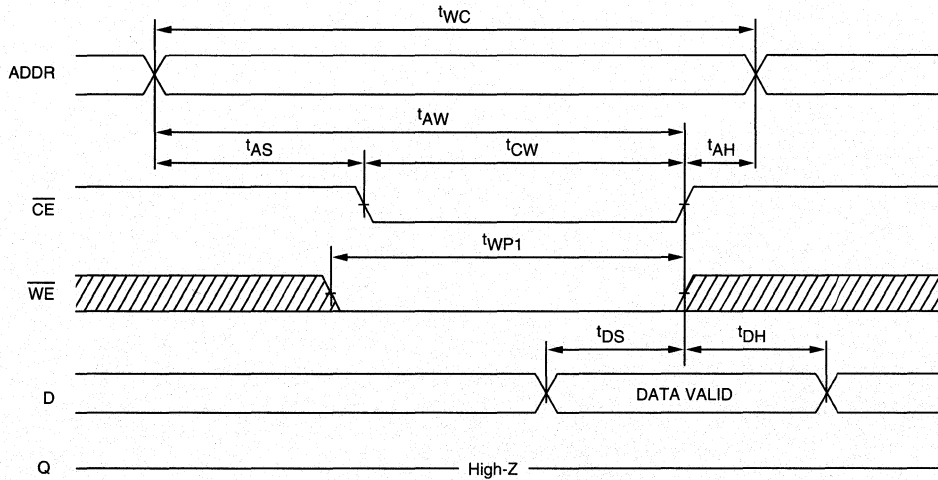 tWC
ADDR
tAW
tAS tCW tAH
CE
tWP1
WE
tDS tDH
D DATA VALID
Q High-Z